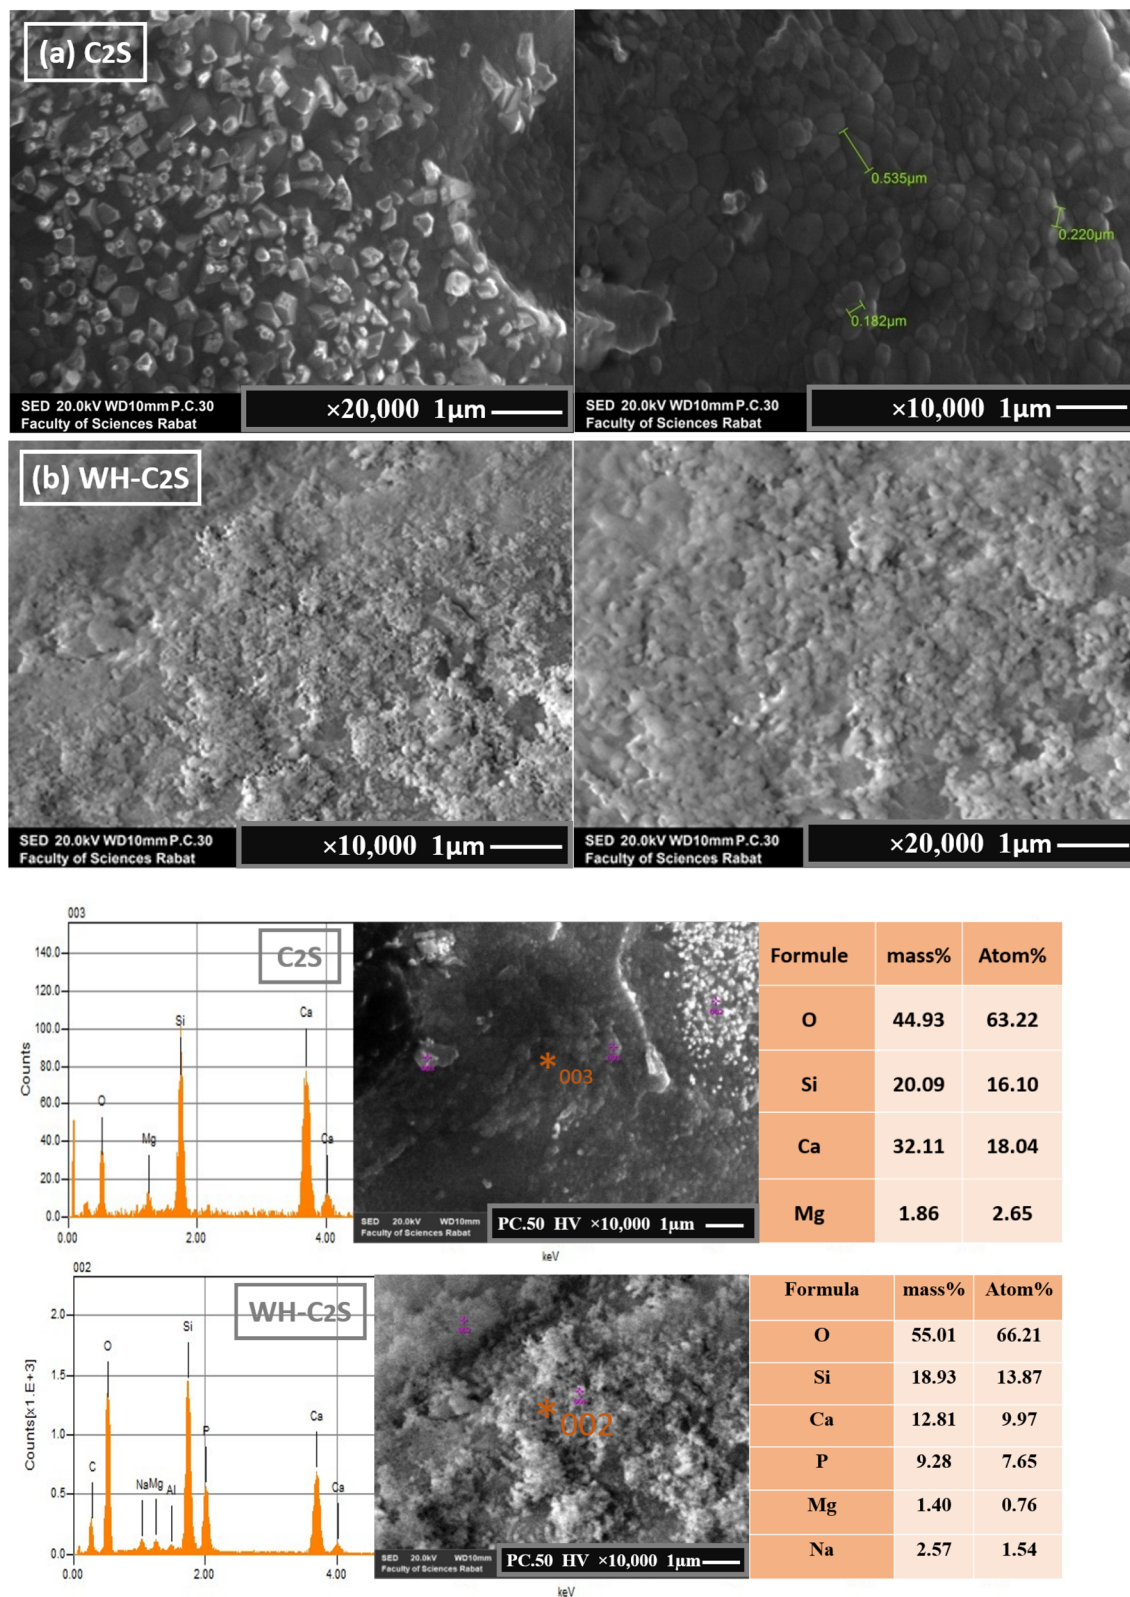 (a) C2S
0.535µm
0.220µm
0.182µm
SED 20.0kV WD10mm P.C.30
Faculty of Sciences Rabat
×20,000 1µm
SED 20.0kV WD10mm P.C.30
Faculty of Sciences Rabat
×10,000 1µm
(b) WH-C2S
SED 20.0kV WD10mm P.C.30
Faculty of Sciences Rabat
×10,000 1µm
SED 20.0kV WD10mm P.C.30
Faculty of Sciences Rabat
×20,000 1µm
003
C2S
Counts
140.0
120.0
100.0
80.0
60.0
40.0
20.0
0.0
O
Mg
Si
Ca
Ca
0.00 2.00 4.00
keV
003
SED 20.0kV WD10mm
Faculty of Sciences Rabat
PC.50 HV ×10,000 1µm
Formule mass% Atom%
O 44.93 63.22
Si 20.09 16.10
Ca 32.11 18.04
Mg 1.86 2.65
002
WH-C2S
Counts[x1.E+3]
2.0
1.5
1.0
0.5
0.0
C
O
Na
Mg
Al
Si
P
Ca
Ca
0.00 2.00 4.00
keV
002
SED 20.0kV WD10mm
Faculty of Sciences Rabat
PC.50 HV ×10,000 1µm
Formula mass% Atom%
O 55.01 66.21
Si 18.93 13.87
Ca 12.81 9.97
P 9.28 7.65
Mg 1.40 0.76
Na 2.57 1.54